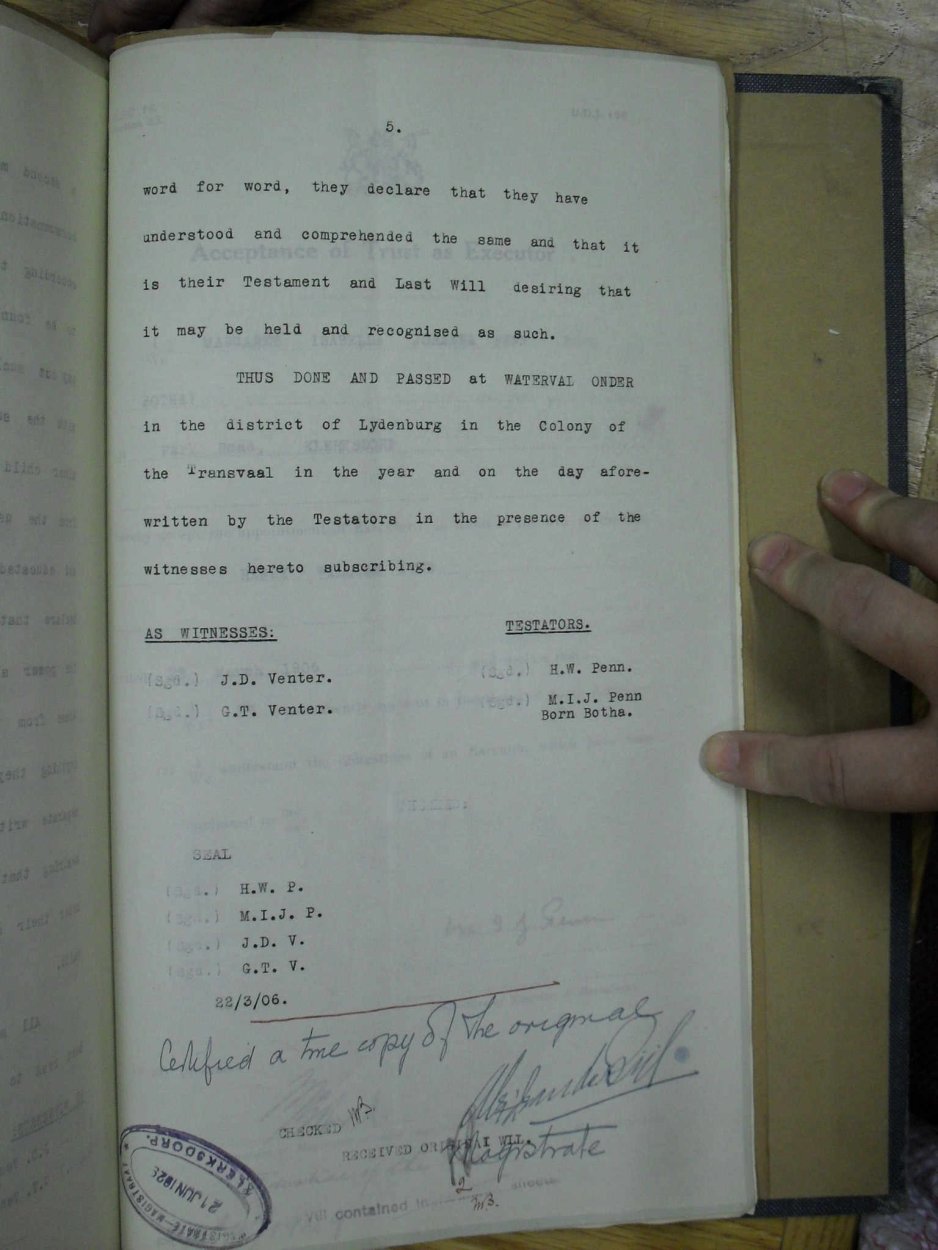 5.
word for word, they declare that they have
understood and comprehended the same and that it
is their Testament and Last Will desiring that
it may be held and recognised as such.
THUS DONE AND PASSED at WATERVAL ONDER
in the district of Lydenburg in the Colony of
the Transvaal in the year and on the day afore-
written by the Testators in the presence of the
witnesses hereto subscribing.
AS WITNESSES:
TESTATORS.
(Sgd.) J.D. Venter.
(Sgd.) H.W. Penn.
(Sgd.) G.T. Venter.
(Sgd.) M.I.J. Penn
Born Botha.
SEAL
(Sgd.) H.W. P.
(Sgd.) M.I.J. P.
(Sgd.) J.D. V.
(Sgd.) G.T. V.
22/3/06.
Certified a true copy of the original
Magistrate
CHECKED
RECEIVED ORIGINAL WILL.
2
KLERKSDORP.
21 JUN 192
contained in